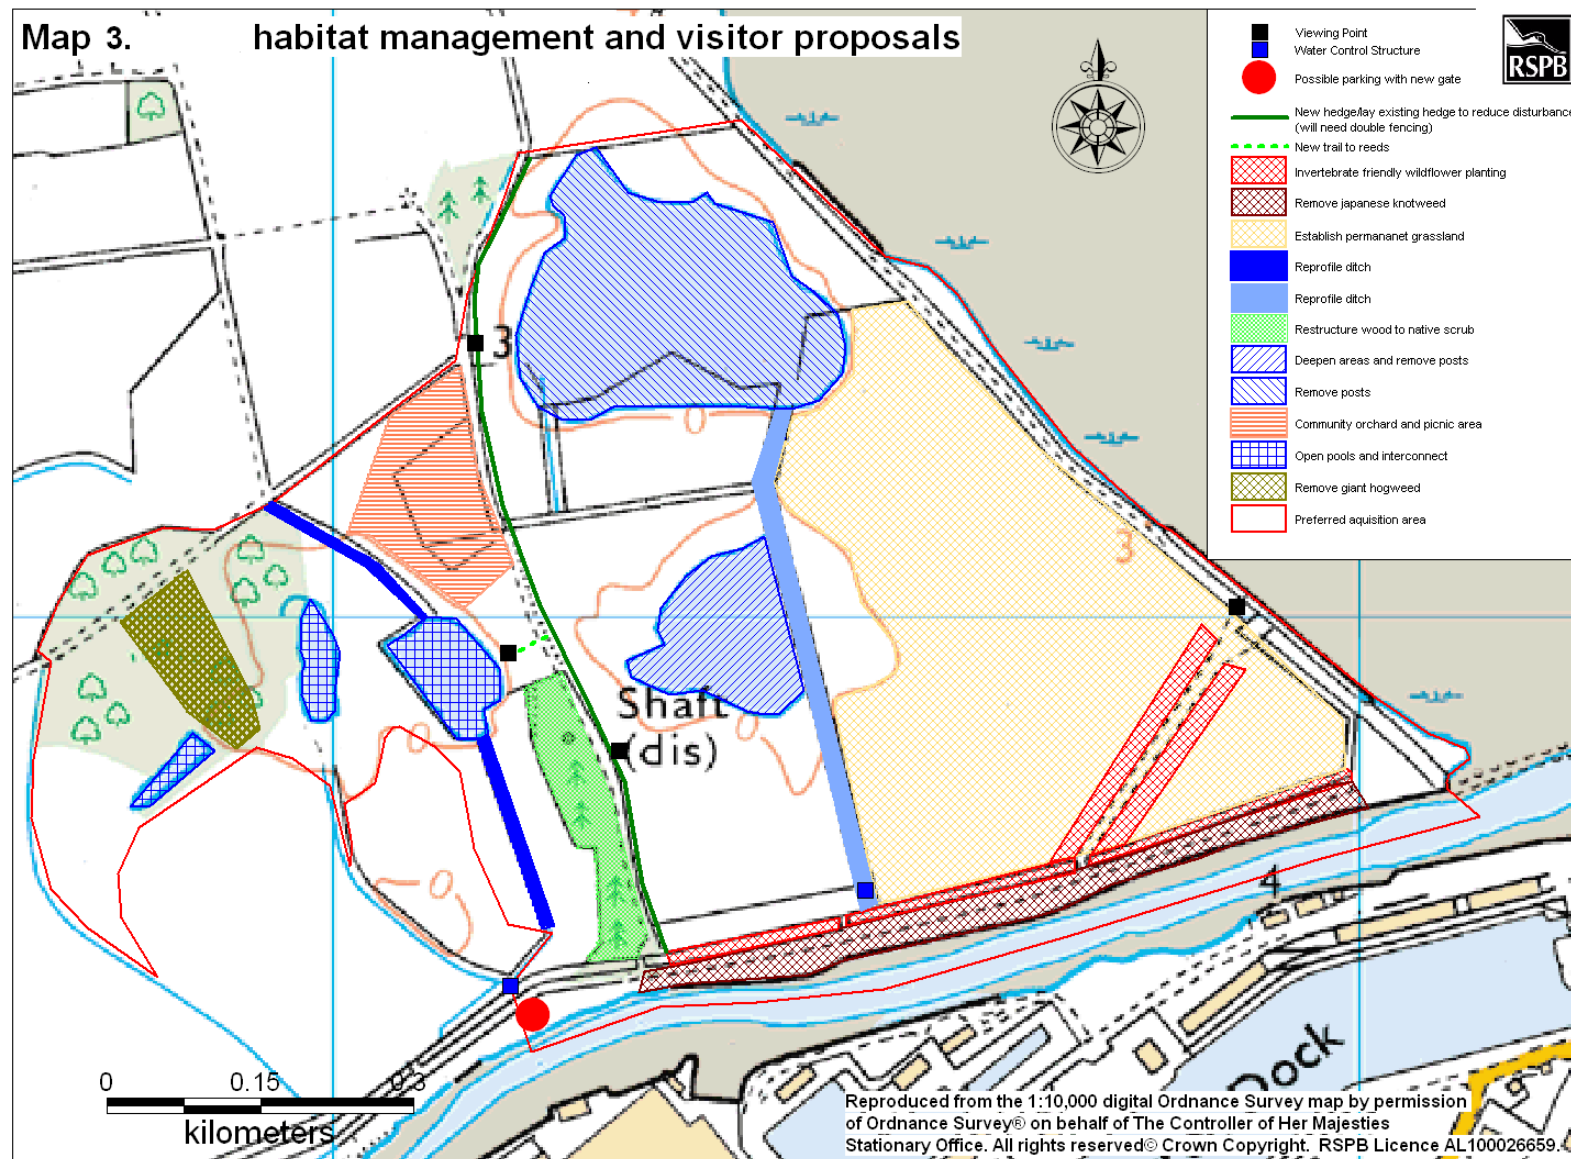 Map 3. habitat management and visitor proposals
Viewing Point
Water Control Structure
Possible parking with new gate
New hedge/lay existing hedge to reduce disturbance
(will need double fencing)
New trail to reeds
Invertebrate friendly wildflower planting
Remove japanese knotweed
Establish permananet grassland
Reprofile ditch
Reprofile ditch
Restructure wood to native scrub
Deepen areas and remove posts
Remove posts
Community orchard and picnic area
Open pools and interconnect
Remove giant hogweed
Preferred aquisition area
RSPB
3
0
3
Shaft
(dis)
0
0
0
4
Dock
0 0.15 0.3
kilometers
Reproduced from the 1:10,000 digital Ordnance Survey map by permission
of Ordnance Survey® on behalf of The Controller of Her Majesties
Stationary Office. All rights reserved© Crown Copyright. RSPB Licence AL100026659.